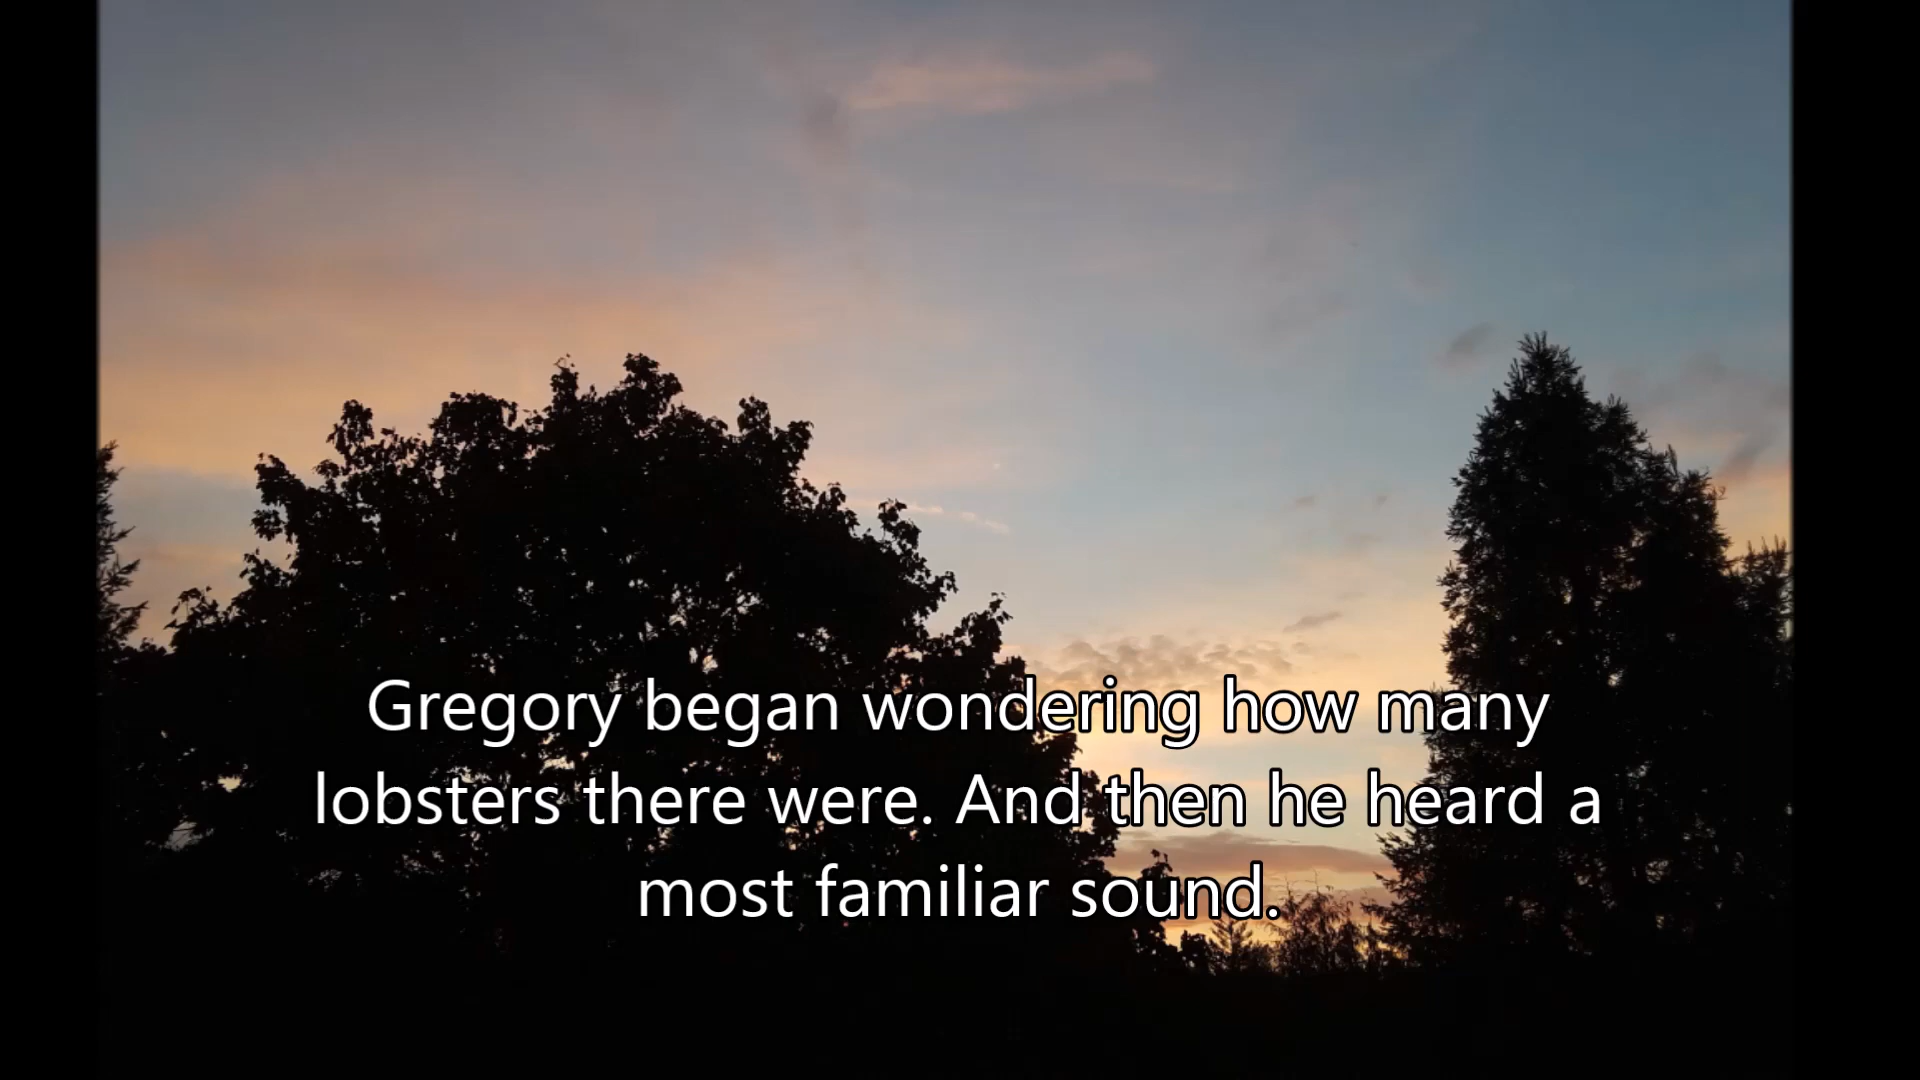 Gregory began wondering how many
lobsters there were. And then he heard a
most familiar sound.